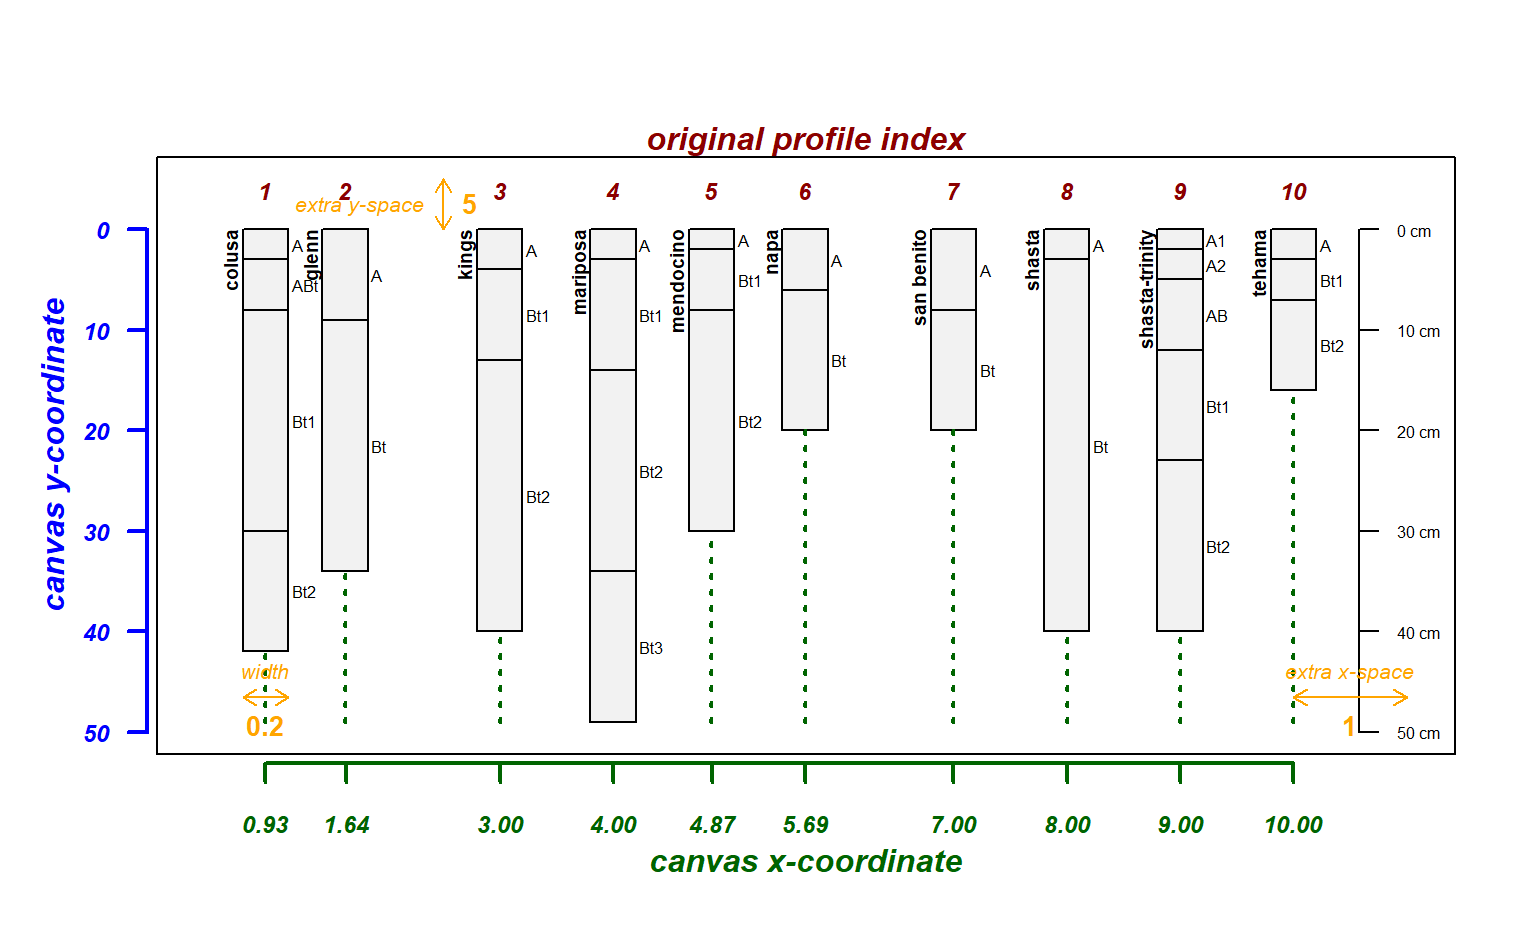 original profile index
1 2 3 4 5 6 7 8 9 10
extra y-space 5
canvas y-coordinate
0
10
20
30
40
50
colusa
A
ABt
Bt1
Bt2
glenn
A
Bt
kings
A
Bt1
Bt2
mariposa
A
Bt1
Bt2
Bt3
mendocino
A
Bt1
Bt2
napa
A
Bt
san benito
A
Bt
shasta
A
Bt
shasta-trinity
A1
A2
AB
Bt1
Bt2
tehama
A
Bt1
Bt2
0 cm
10 cm
20 cm
30 cm
40 cm
50 cm
width
0.2
extra x-space
1
0.93 1.64 3.00 4.00 4.87 5.69 7.00 8.00 9.00 10.00
canvas x-coordinate